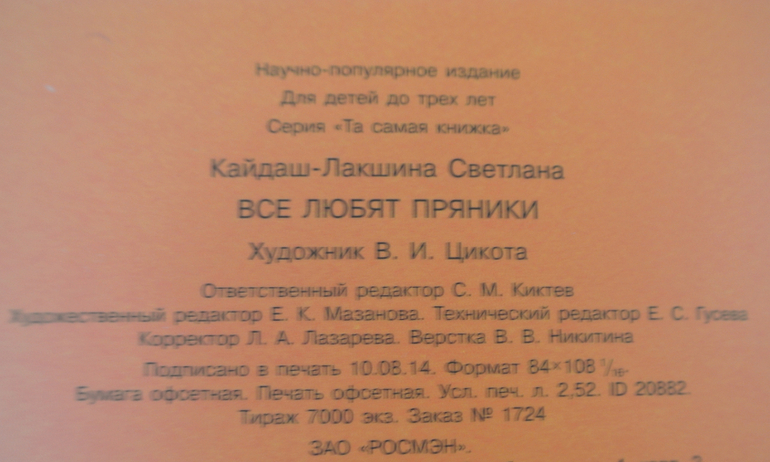 Научно-популярное издание
Для детей до трех лет
Серия «Та самая книжка»
Кайдаш-Лакшина Светлана
ВСЕ ЛЮБЯТ ПРЯНИКИ
Художник В. И. Цикота
Ответственный редактор С. М. Киктев
Художественный редактор Е. К. Мазанова. Технический редактор Е. С. Гусева
Корректор Л. А. Лазарева. Верстка В. В. Никитина
Подписано в печать 10.08.14. Формат 84×108 1/16.
Бумага офсетная. Печать офсетная. Усл. печ. л. 2,52. ID 20882.
Тираж 7000 экз. Заказ № 1724
ЗАО «РОСМЭН».